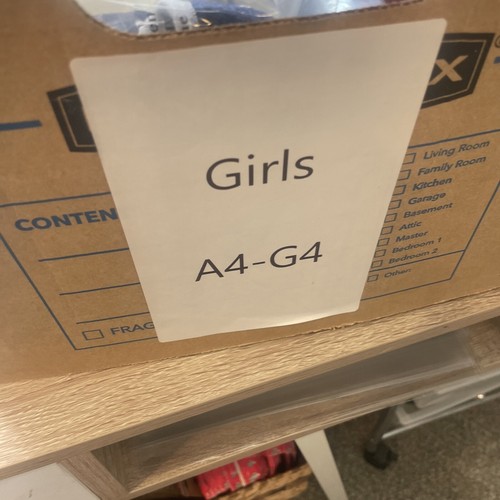 Girls
A4-G4
X
CONTEN
FRAG
Living Room
Family Room
Kitchen
Garage
Basement
Attic
Master
Bedroom 1
Bedroom 2
Other